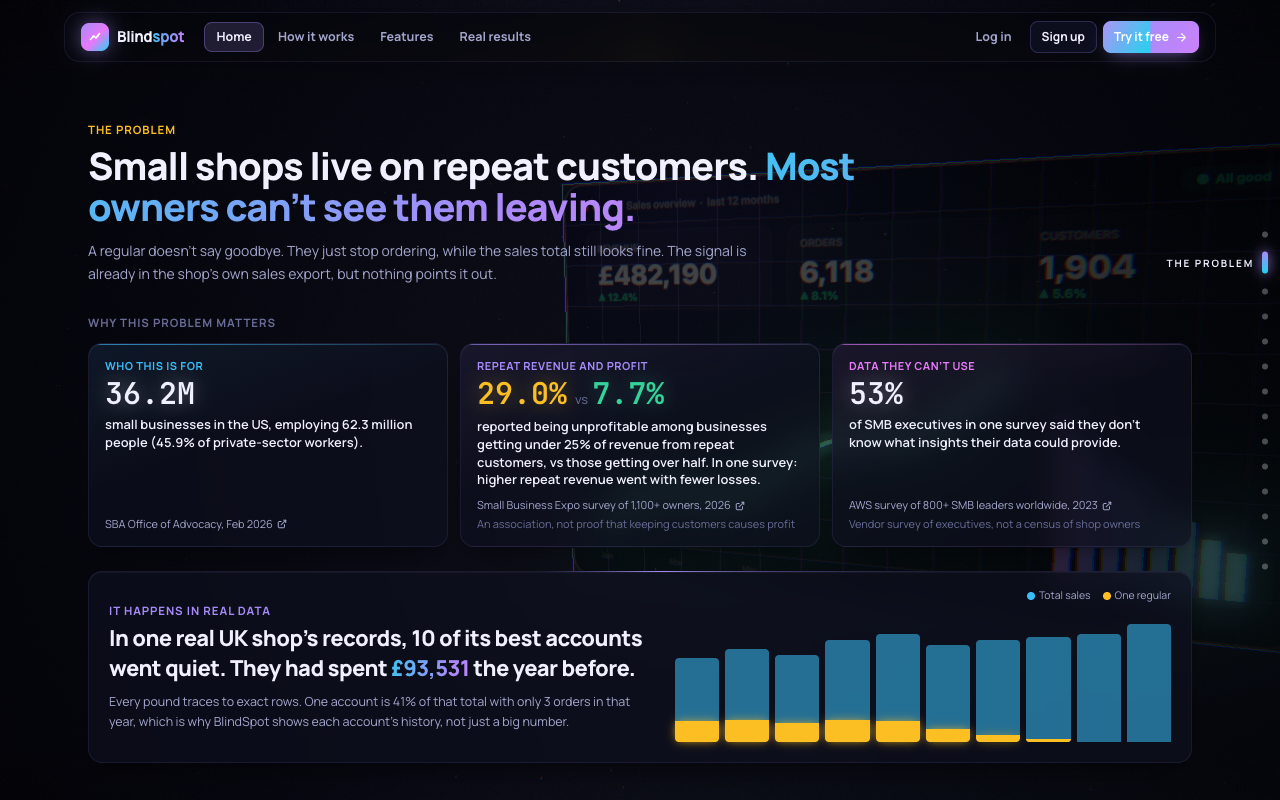 Blindspot
Home
How it works
Features
Real results
Log in
Sign up
Try it free →
THE PROBLEM
Small shops live on repeat customers. Most
owners can't see them leaving.
A regular doesn't say goodbye. They just stop ordering, while the sales total still looks fine. The signal is
already in the shop's own sales export, but nothing points it out.
Sales overview · last 12 months
All good
£482,190
▲ 12.4%
ORDERS
6,118
▲ 8.1%
CUSTOMERS
1,904
▲ 5.6%
THE PROBLEM
WHY THIS PROBLEM MATTERS
WHO THIS IS FOR
36.2M
small businesses in the US, employing 62.3 million
people (45.9% of private-sector workers).
SBA Office of Advocacy, Feb 2026
REPEAT REVENUE AND PROFIT
29.0% vs 7.7%
reported being unprofitable among businesses
getting under 25% of revenue from repeat
customers, vs those getting over half. In one survey:
higher repeat revenue went with fewer losses.
Small Business Expo survey of 1,100+ owners, 2026
An association, not proof that keeping customers causes profit
DATA THEY CAN'T USE
53%
of SMB executives in one survey said they don't
know what insights their data could provide.
AWS survey of 800+ SMB leaders worldwide, 2023
Vendor survey of executives, not a census of shop owners
IT HAPPENS IN REAL DATA
In one real UK shop's records, 10 of its best accounts
went quiet. They had spent £93,531 the year before.
Every pound traces to exact rows. One account is 41% of that total with only 3 orders in that
year, which is why BlindSpot shows each account's history, not just a big number.
Total sales
One regular